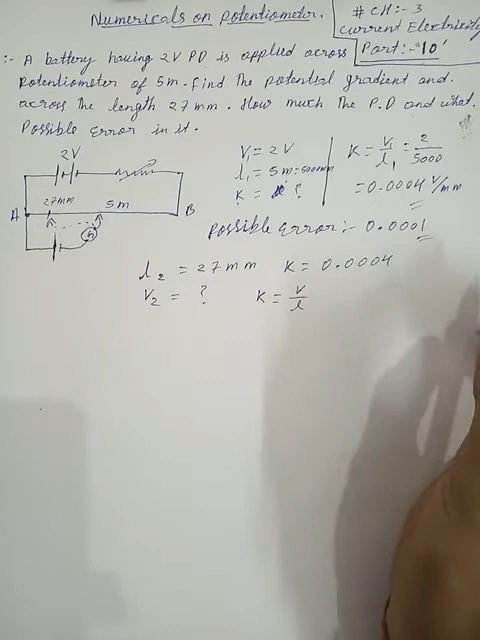 Numericals on Potentiometer.
# CH:- 3
Current Electricity
Part:- "10"
:- A battery having 2V PD is applied across
Potentiometer of 5m. find the potential gradient and
across the length 27mm. How much the P.D and what
Possible Error in it.
2V
27mm
5m
A
B
G
V₁ = 2V
l₁ = 5m = 500mm
K = ?
K = V₁/l₁ = 2/5000
= 0.0004 V/mm
Possible Error:- 0.0001
l₂ = 27mm K = 0.0004
V₂ = ? K = V/l